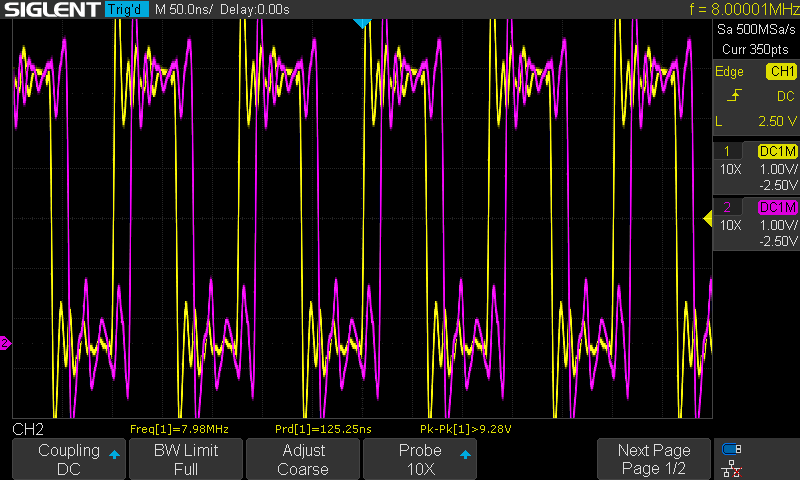 SIGLENT Trig'd M 50.0ns/ Delay:0.00s f = 8.00001MHz
Sa 500MSa/s
Curr 350pts
Edge CH1
DC
L 2.50 V
1 DC1M
10X 1.00V/
-2.50V
2 DC1M
10X 1.00V/
-2.50V
2
CH2 Freq[1]=7.98MHz Prd[1]=125.25ns Pk-Pk[1]>9.28V
Coupling BW Limit Adjust Probe Next Page
DC Full Coarse 10X Page 1/2